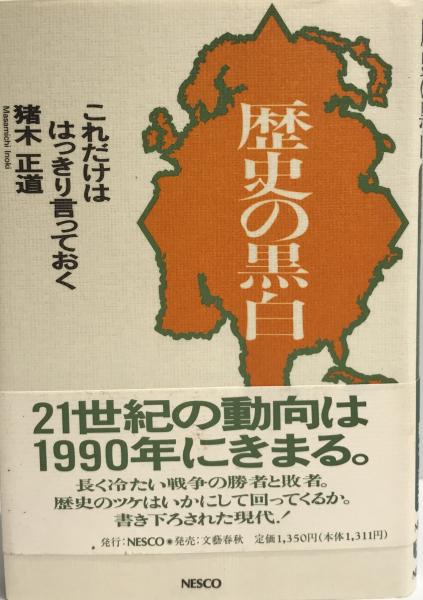 歴史の黒白
これだけは
はっきり言っておく
猪木 正道
Masamichi Inoki
21世紀の動向は
1990年にきまる。
長く冷たい戦争の勝者と敗者。
歴史のツケはいかにして回ってくるか。
書き下ろされた現代!
発行:NESCO◉発売:文藝春秋 定価1,350円(本体1,311円)
NESCO